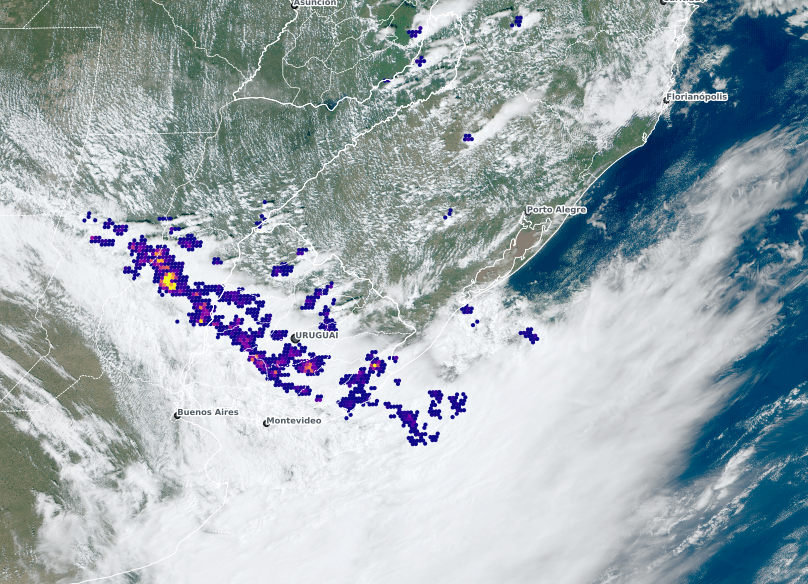 Asunción
Florianópolis
Porto Alegre
URUGUAI
Buenos Aires
Montevideo